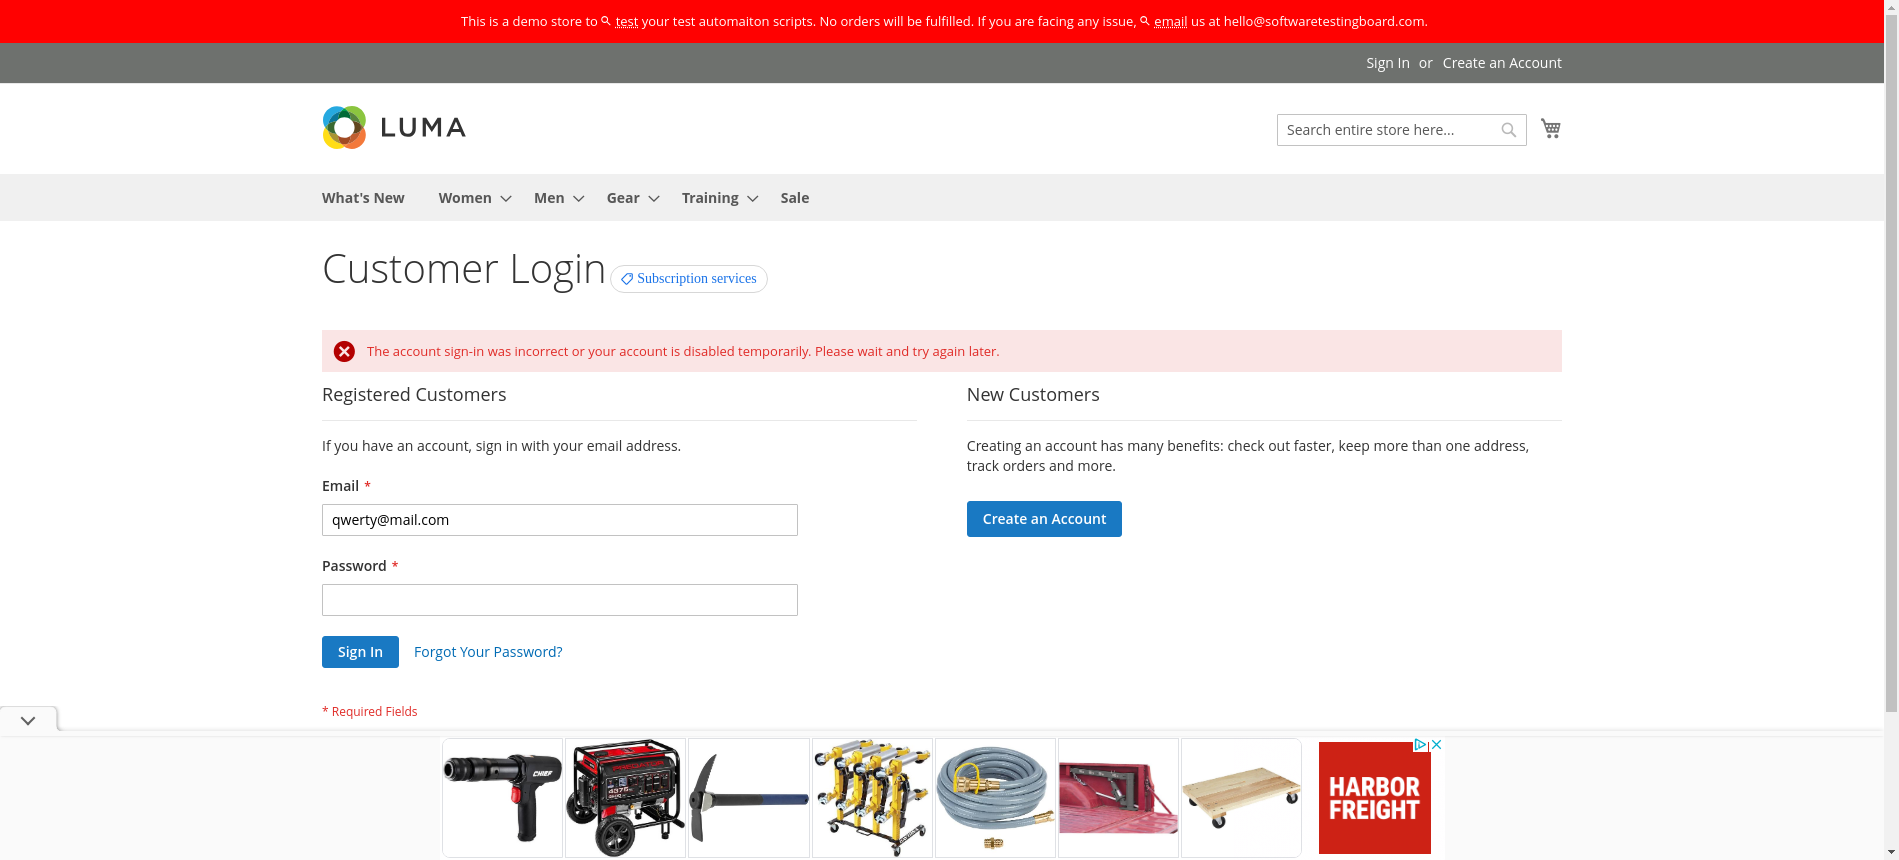 This is a demo store to test your test automaiton scripts. No orders will be fulfilled. If you are facing any issue, email us at hello@softwaretestingboard.com.
Sign In or Create an Account
LUMA
Search entire store here...
What's New Women Men Gear Training Sale
Customer Login Subscription services
The account sign-in was incorrect or your account is disabled temporarily. Please wait and try again later.
Registered Customers
If you have an account, sign in with your email address.
Email *
qwerty@mail.com
Password *
Sign In Forgot Your Password?
* Required Fields
New Customers
Creating an account has many benefits: check out faster, keep more than one address,
track orders and more.
Create an Account
CHIEF
PREDATOR
4375
HARBOR
FREIGHT